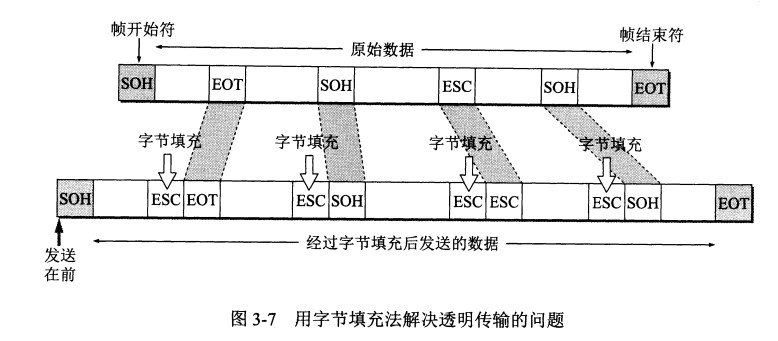 帧开始符
原始数据
帧结束符
SOH EOT SOH ESC SOH EOT
字节填充 字节填充 字节填充 字节填充
SOH ESC EOT ESC SOH ESC ESC ESC SOH EOT
发送
在前
经过字节填充后发送的数据
图 3-7 用字节填充法解决透明传输的问题